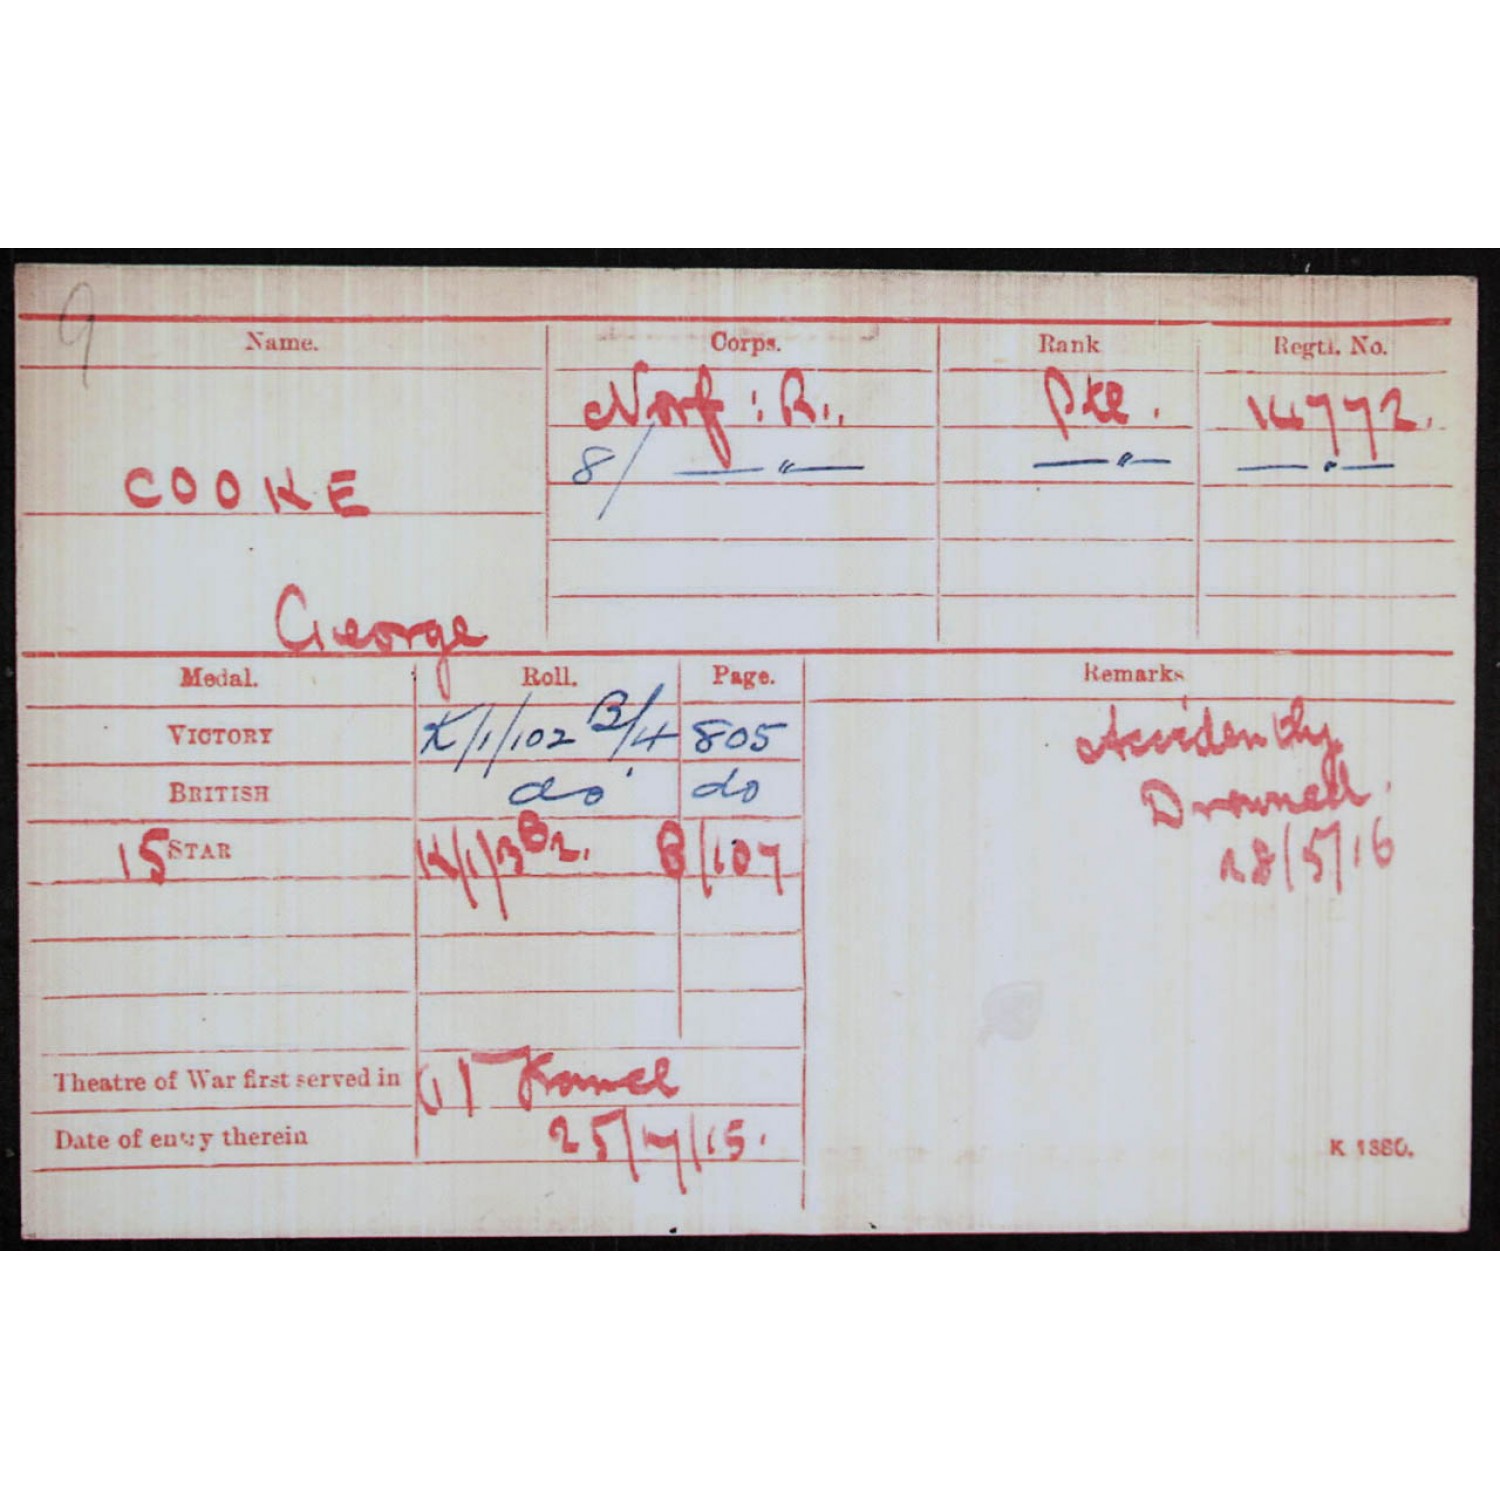 9
Name. Corps. Rank Regtl. No.
Norf : R., Pte. 14772.
COOKE 8/ — " — — " — — " —
George
Medal. Roll. Page. Remarks
VICTORY K/1/102 B/4 805 Accidently
BRITISH do do Drowned.
15 STAR K/1/3 B2. B/107 28/5/16
Theatre of War first served in (1) France
Date of entry therein 25/7/15.
K 1380.